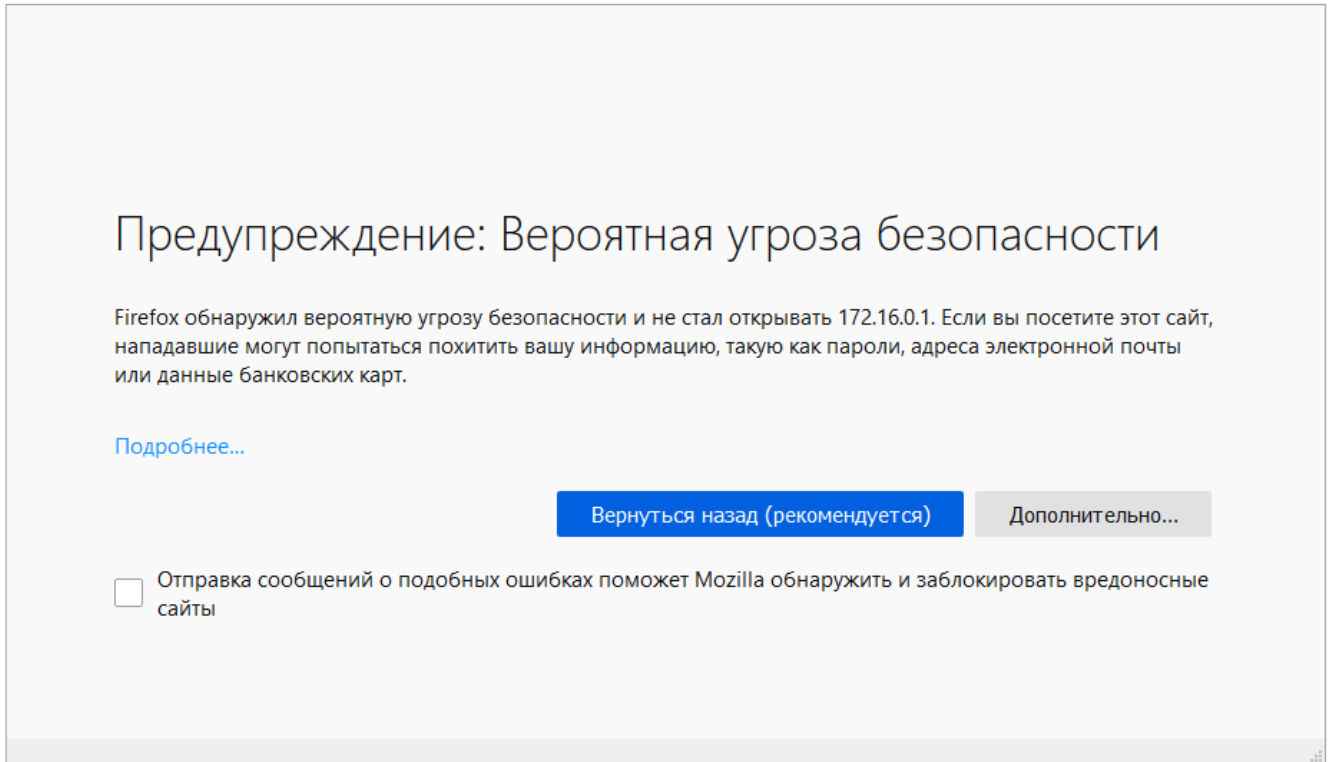 Предупреждение: Вероятная угроза безопасности
Firefox обнаружил вероятную угрозу безопасности и не стал открывать 172.16.0.1. Если вы посетите этот сайт,
нападавшие могут попытаться похитить вашу информацию, такую как пароли, адреса электронной почты
или данные банковских карт.
Подробнее...
Вернуться назад (рекомендуется)
Дополнительно...
Отправка сообщений о подобных ошибках поможет Mozilla обнаружить и заблокировать вредоносные
сайты